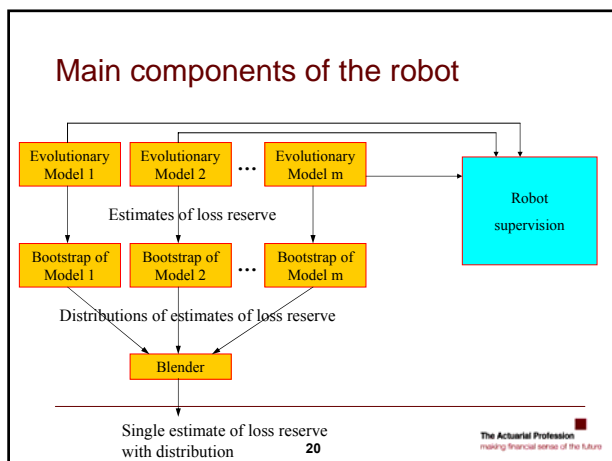 Main components of the robot
Evolutionary
Model 1
Evolutionary
Model 2
...
Evolutionary
Model m
Robot
supervision
Estimates of loss reserve
Bootstrap of
Model 1
Bootstrap of
Model 2
...
Bootstrap of
Model m
Distributions of estimates of loss reserve
Blender
Single estimate of loss reserve
with distribution
20
The Actuarial Profession
making financial sense of the future